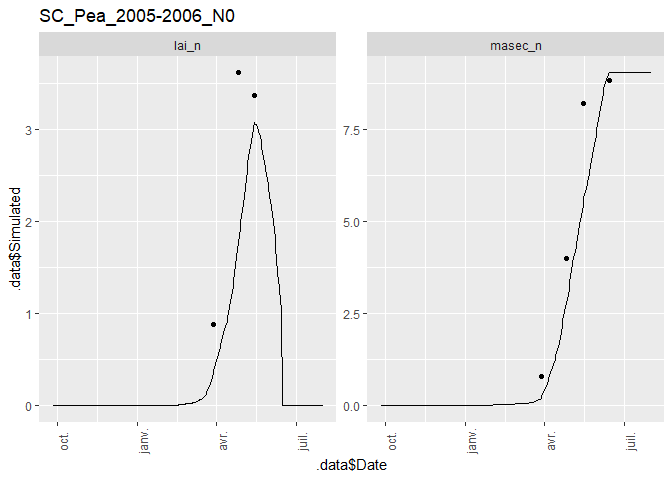 SC_Pea_2005-2006_N0
lai_n
masec_n
.data$Simulated
3
2
1
0
7.5
5.0
2.5
0.0
oct.
janv.
avr.
juil.
oct.
janv.
avr.
juil.
.data$Date